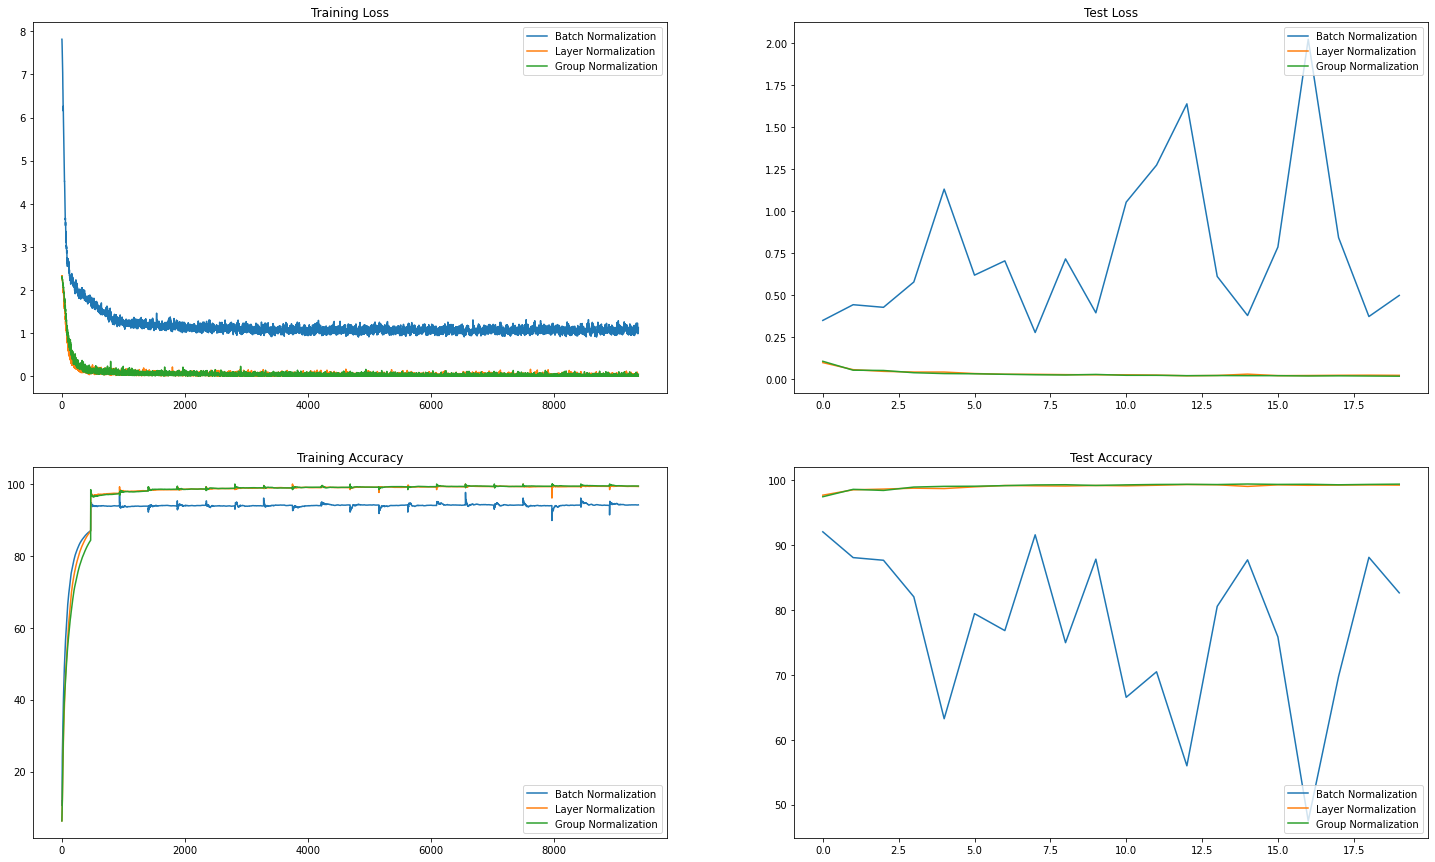 Training Loss
8
7
6
5
4
3
2
1
0
0 2000 4000 6000 8000
Batch Normalization
Layer Normalization
Group Normalization
Test Loss
2.00
1.75
1.50
1.25
1.00
0.75
0.50
0.25
0.00
0.0 2.5 5.0 7.5 10.0 12.5 15.0 17.5
Batch Normalization
Layer Normalization
Group Normalization
Training Accuracy
100
80
60
40
20
0 2000 4000 6000 8000
Batch Normalization
Layer Normalization
Group Normalization
Test Accuracy
100
90
80
70
60
50
0.0 2.5 5.0 7.5 10.0 12.5 15.0 17.5
Batch Normalization
Layer Normalization
Group Normalization